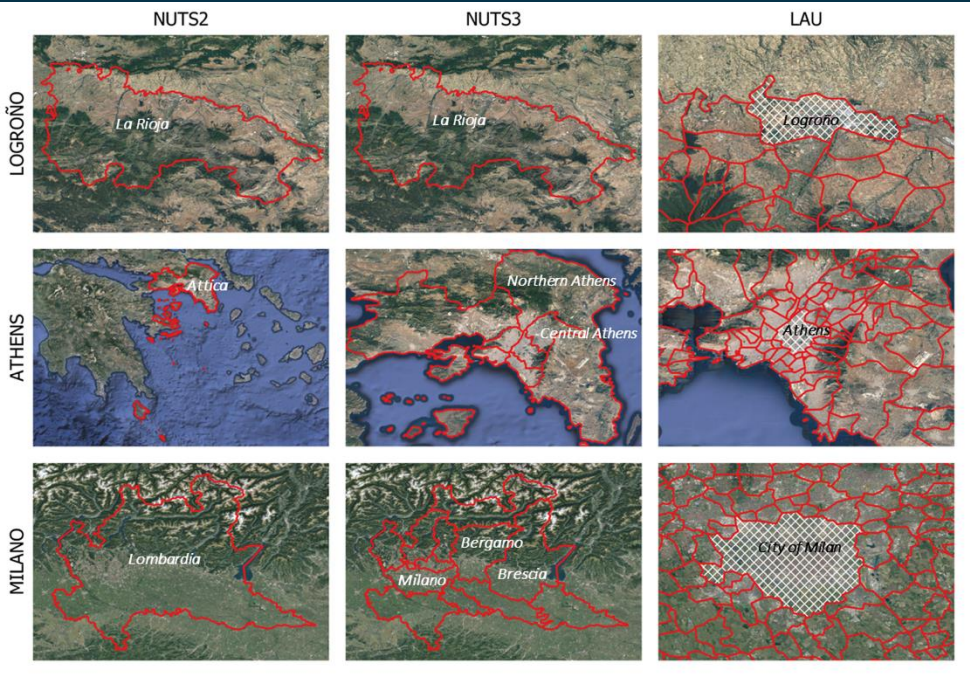 NUTS2
NUTS3
LAU
LOGROÑO
La Rioja
La Rioja
Logroño
ATHENS
Attica
Northern Athens
Central Athens
Athens
MILANO
Lombardia
Bergamo
Milano
Brescia
City of Milan